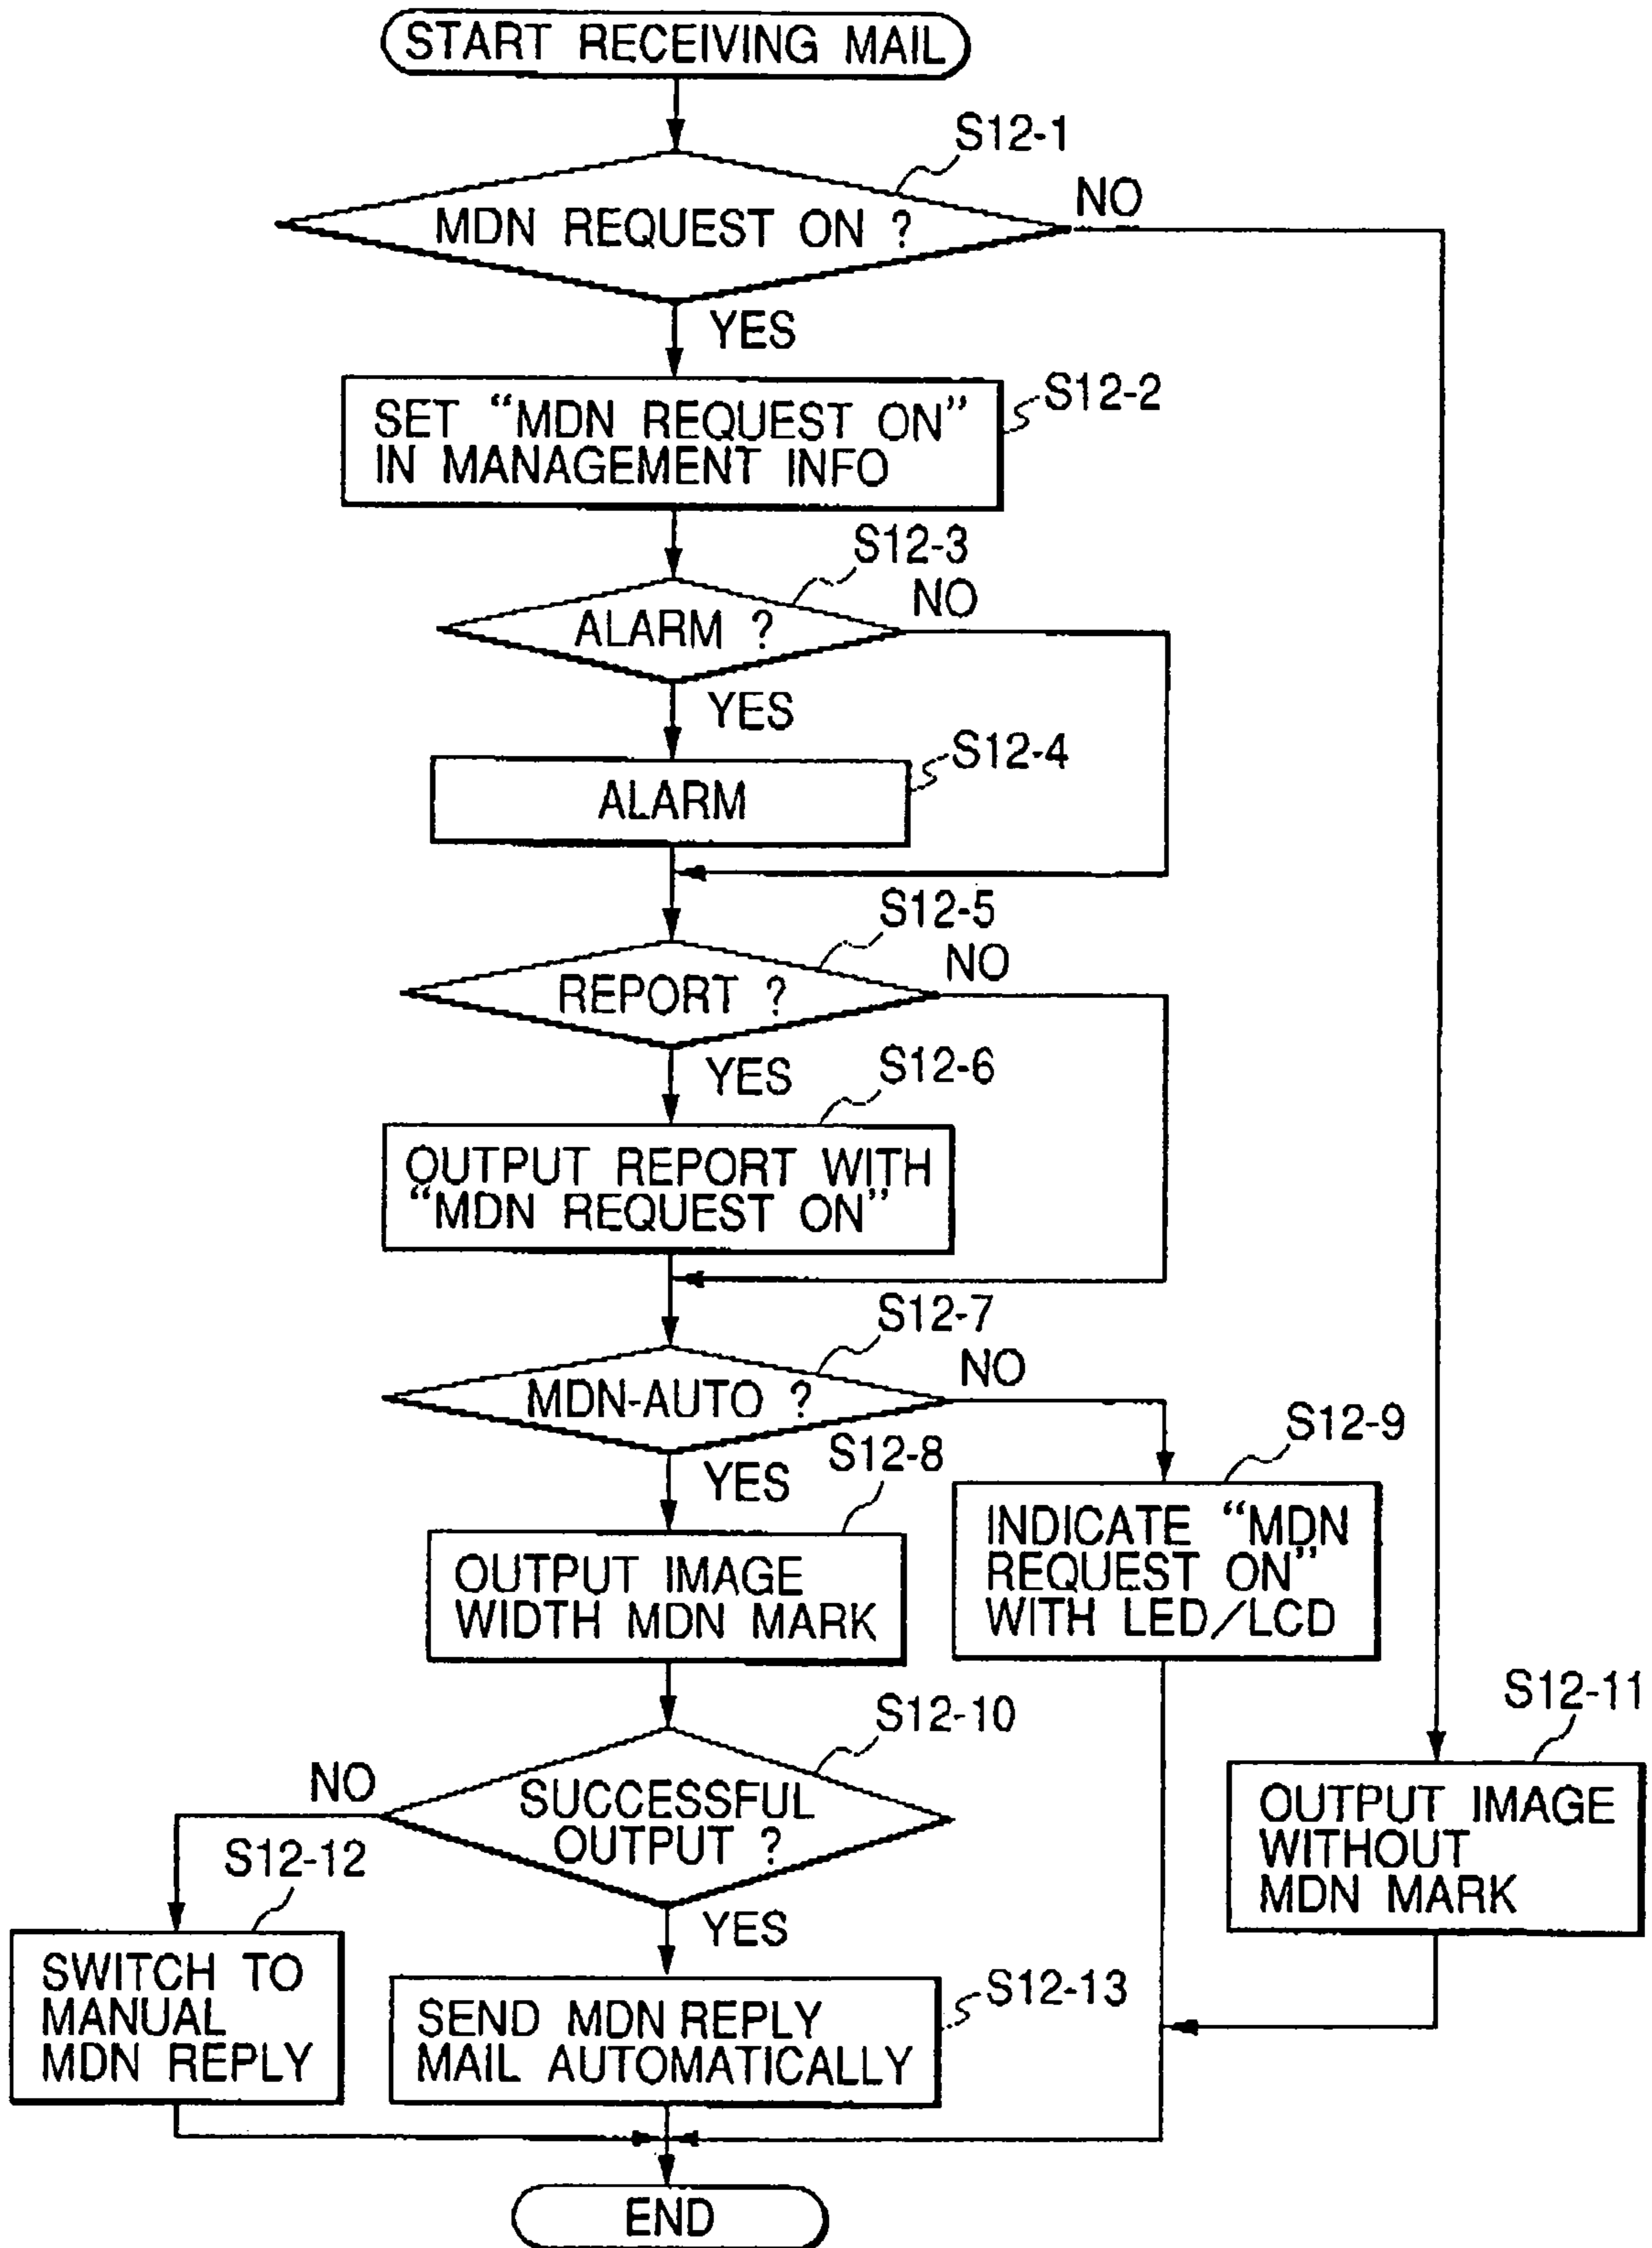 START RECEIVING MAIL
S12-1
MDN REQUEST ON ?
NO
YES
S12-2
SET “MDN REQUEST ON”
IN MANAGEMENT INFO
S12-3
ALARM ?
NO
YES
S12-4
ALARM
S12-5
REPORT ?
NO
YES
S12-6
OUTPUT REPORT WITH
“MDN REQUEST ON”
S12-7
MDN-AUTO ?
NO
YES
S12-8
OUTPUT IMAGE
WIDTH MDN MARK
S12-9
INDICATE “MDN
REQUEST ON”
WITH LED/LCD
S12-10
SUCCESSFUL
OUTPUT ?
NO
YES
S12-11
OUTPUT IMAGE
WITHOUT
MDN MARK
S12-12
SWITCH TO
MANUAL
MDN REPLY
S12-13
SEND MDN REPLY
MAIL AUTOMATICALLY
END